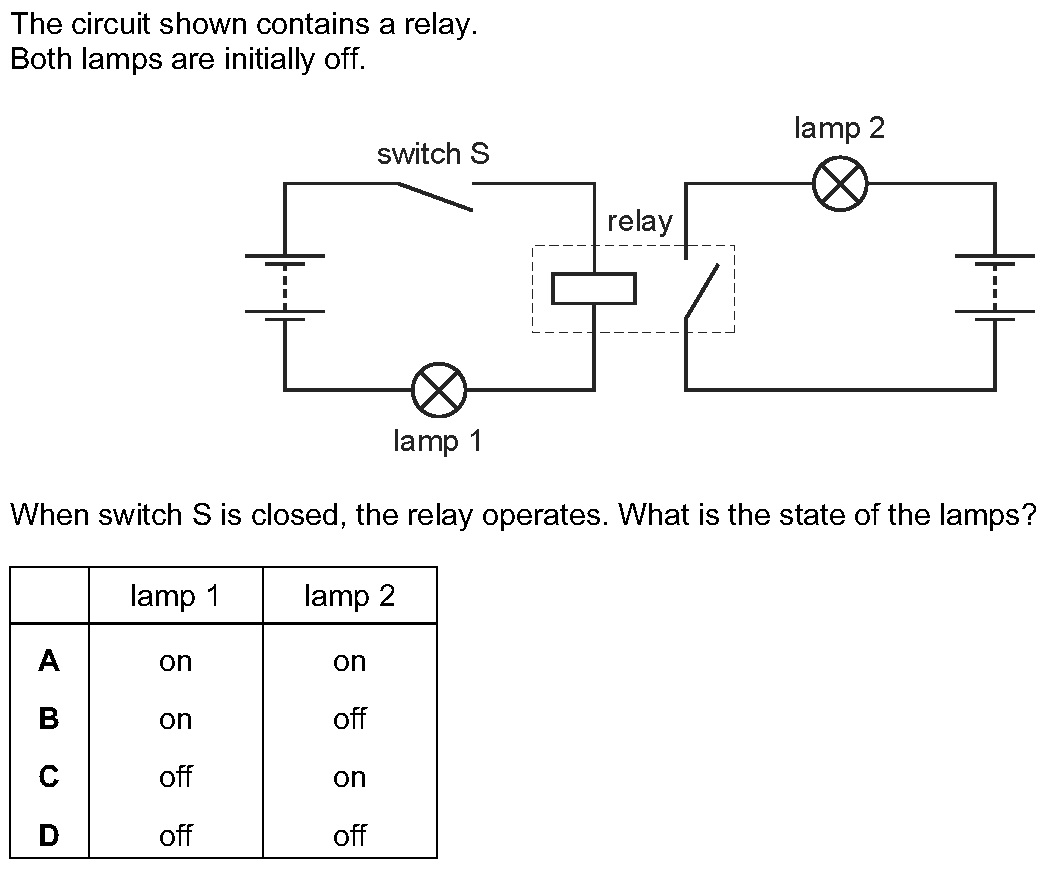 The circuit shown contains a relay.
Both lamps are initially off.
lamp 2
switch S
relay
lamp 1
When switch S is closed, the relay operates. What is the state of the lamps?
lamp 1 lamp 2
A on on
B on off
C off on
D off off